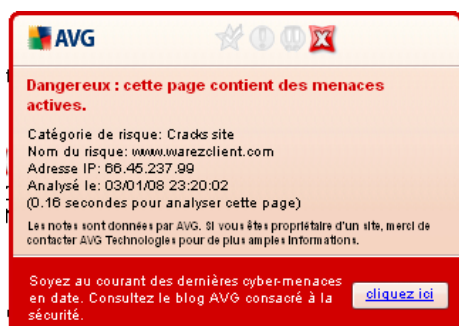 AVG
Dangereux : cette page contient des menaces
actives.
Catégorie de risque: Cracks site
Nom du risque: www.warezclient.com
Adresse IP: 66.45.237.99
Analysé le: 03/01/08 23:20:02
(0.16 secondes pour analyser cette page)
Les notes sont données par AVG. Si vous êtes propriétaire d'un site, merci de
contacter AVG Technologies pour de plus amples informations.
Soyez au courant des dernières cyber-menaces
en date. Consultez le blog AVG consacré à la
sécurité.
cliquez ici